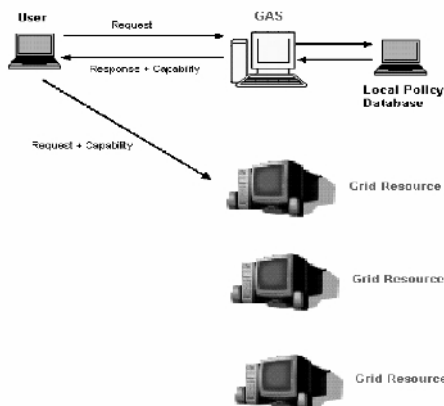 User
GAS
Request
Response + Capability
Local Policy
Database
Request + Capability
Grid Resource
Grid Resource
Grid Resource